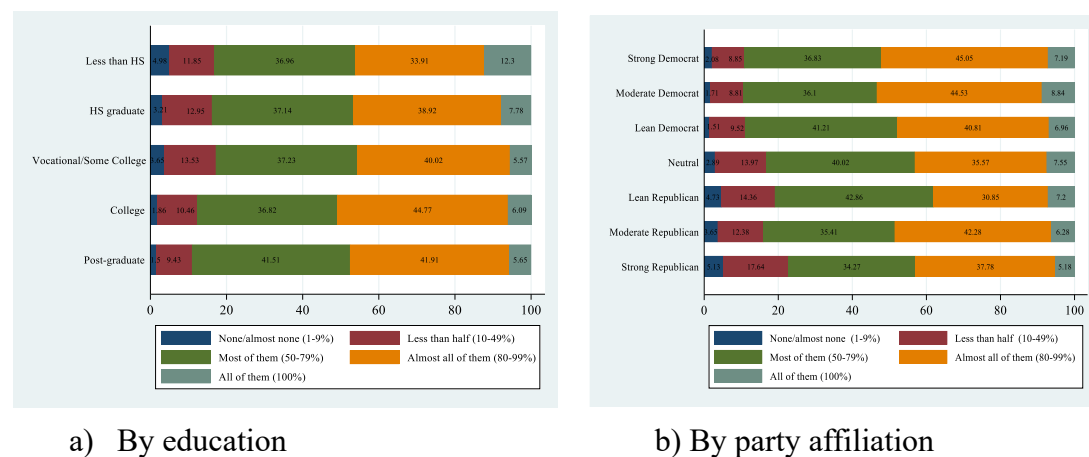 Less than HS 4.98 11.85 36.96 33.91 12.3
HS graduate 3.21 12.95 37.14 38.92 7.78
Vocational/Some College 3.65 13.53 37.23 40.02 5.57
College 1.86 10.46 36.82 44.77 6.09
Post-graduate 1.5 9.43 41.51 41.91 5.65
0 20 40 60 80 100
None/almost none (1-9%) Less than half (10-49%)
Most of them (50-79%) Almost all of them (80-99%)
All of them (100%)
a) By education
Strong Democrat 2.08 8.85 36.83 45.05 7.19
Moderate Democrat 1.71 8.81 36.1 44.53 8.84
Lean Democrat 1.51 9.52 41.21 40.81 6.96
Neutral 2.89 13.97 40.02 35.57 7.55
Lean Republican 4.73 14.36 42.86 30.85 7.2
Moderate Republican 3.65 12.38 35.41 42.28 6.28
Strong Republican 5.13 17.64 34.27 37.78 5.18
0 20 40 60 80 100
None/almost none (1-9%) Less than half (10-49%)
Most of them (50-79%) Almost all of them (80-99%)
All of them (100%)
b) By party affiliation